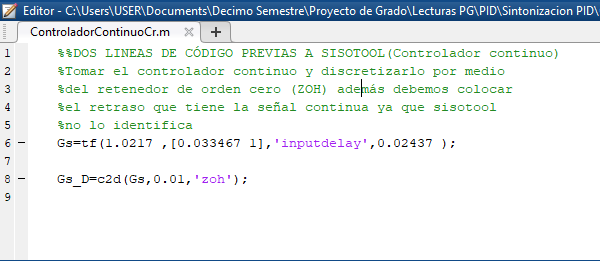 Editor - C:\Users\USER\Documents\Decimo Semestre\Proyecto de Grado\Lecturas PG\PID\Sintonizacion PID\
ControladorContinuoCr.m × +
1 %%DOS LINEAS DE CÓDIGO PREVIAS A SISOTOOL(Controlador continuo)
2 %Tomar el controlador continuo y discretizarlo por medio
3 %del retenedor de orden cero (ZOH) además debemos colocar
4 %el retraso que tiene la señal continua ya que sisotool
5 %no lo identifica
6 – Gs=tf(1.0217 ,[0.033467 1],'inputdelay',0.02437 );
7
8 – Gs_D=c2d(Gs,0.01,'zoh');
9